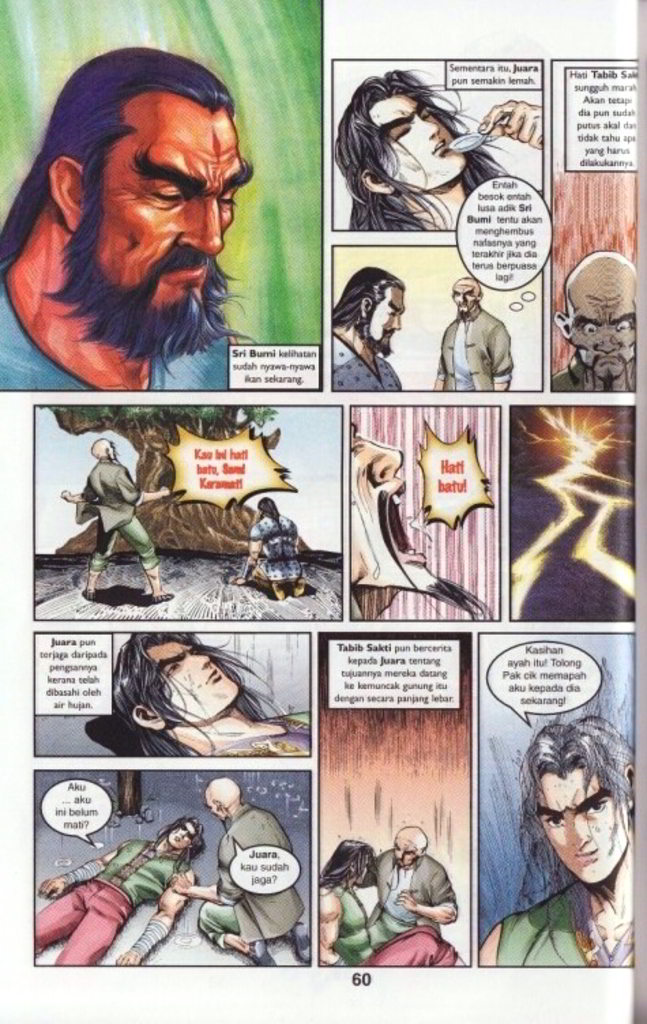 Sri Bumi kelihatan
sudah nyawa-nyawa
ikan sekarang.
Sementara itu, Juara
pun semakin lemah.
Entah
besok entah
lusa adik Sri
Bumi tentu akan
menghembus
nafasnya yang
terakhir jika dia
terus berpuasa
lagi!
Hati Tabib Sak
sungguh marah
Akan tetapi
dia pun sudah
putus akal dan
tidak tahu apa
yang harus
dilakukannya.
Kau ini hati
batu, Sami
Keramat!
Hati
batu!
Juara pun
terjaga daripada
pengsannya
kerana telah
dibasahi oleh
air hujan.
Aku
... aku
ini belum
mati?
Juara,
kau sudah
jaga?
Tabib Sakti pun bercerita
kepada Juara tentang
tujuannya mereka datang
ke kemuncak gunung itu
dengan secara panjang lebar.
Kasihan
ayah itu! Tolong
Pak cik memapah
aku kepada dia
sekarang!
60